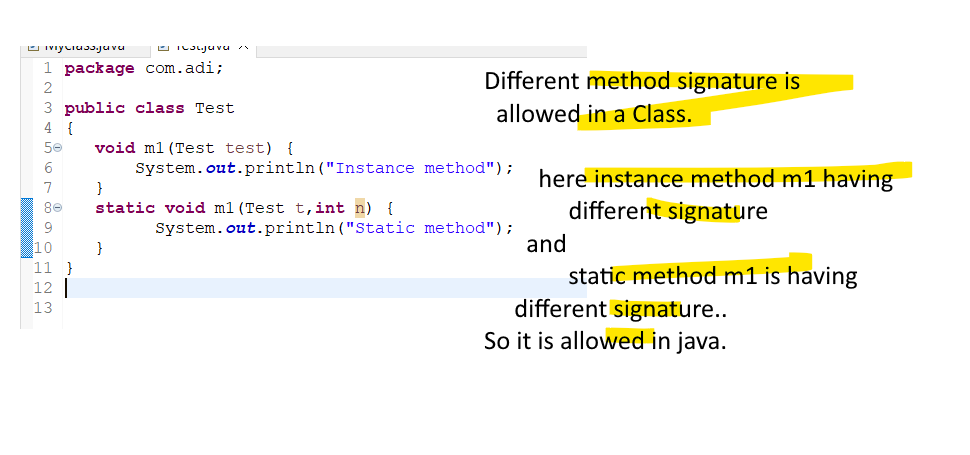 MyClass.java Test.java
1 package com.adi;
2
3 public class Test
4 {
5 void m1(Test test) {
6 System.out.println("Instance method");
7 }
8 static void m1(Test t,int n) {
9 System.out.println("Static method");
10 }
11 }
12
13
Different method signature is
allowed in a Class.
here instance method m1 having
different signature
and
static method m1 is having
different signature..
So it is allowed in java.